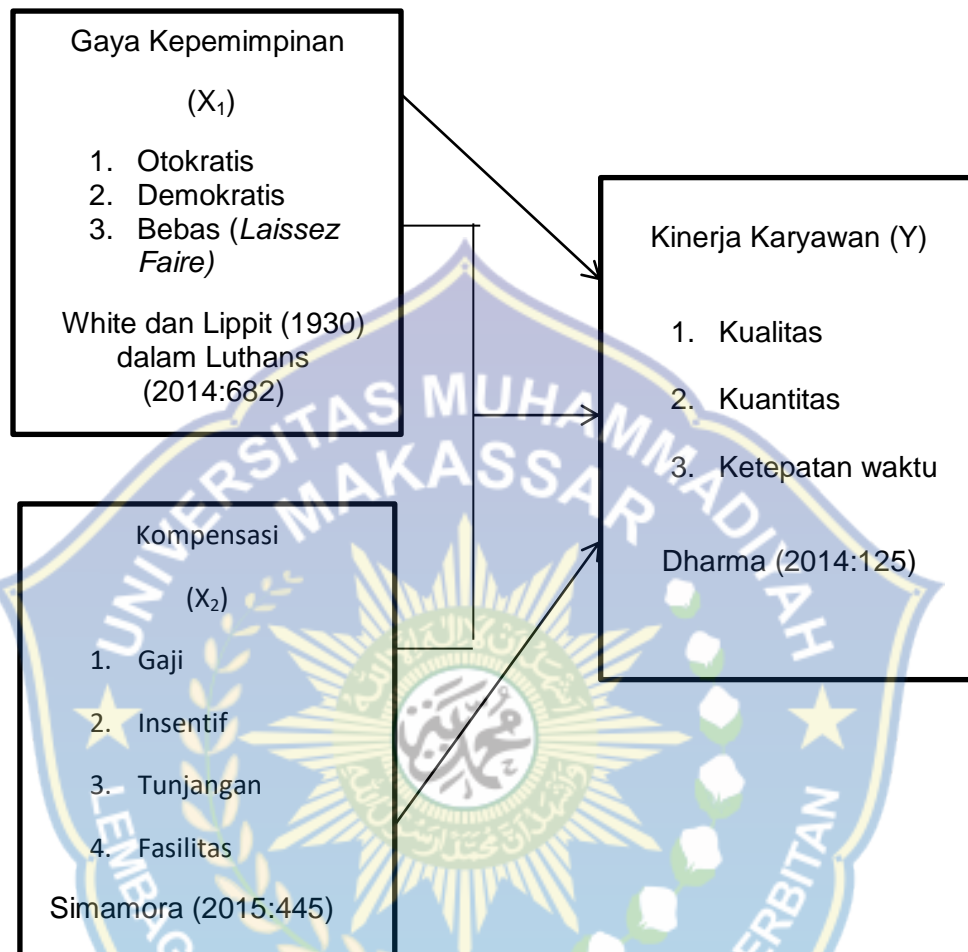 Gaya Kepemimpinan
(X₁)
1. Otokratis
2. Demokratis
3. Bebas (Laissez
Faire)
White dan Lippit (1930)
dalam Luthans
(2014:682)
Kinerja Karyawan (Y)
1. Kualitas
2. Kuantitas
3. Ketepatan waktu
Dharma (2014:125)
Kompensasi
(X₂)
1. Gaji
2. Insentif
3. Tunjangan
4. Fasilitas
Simamora (2015:445)
UNIVERSITAS MUHAMMADIYAH
MAKASSAR